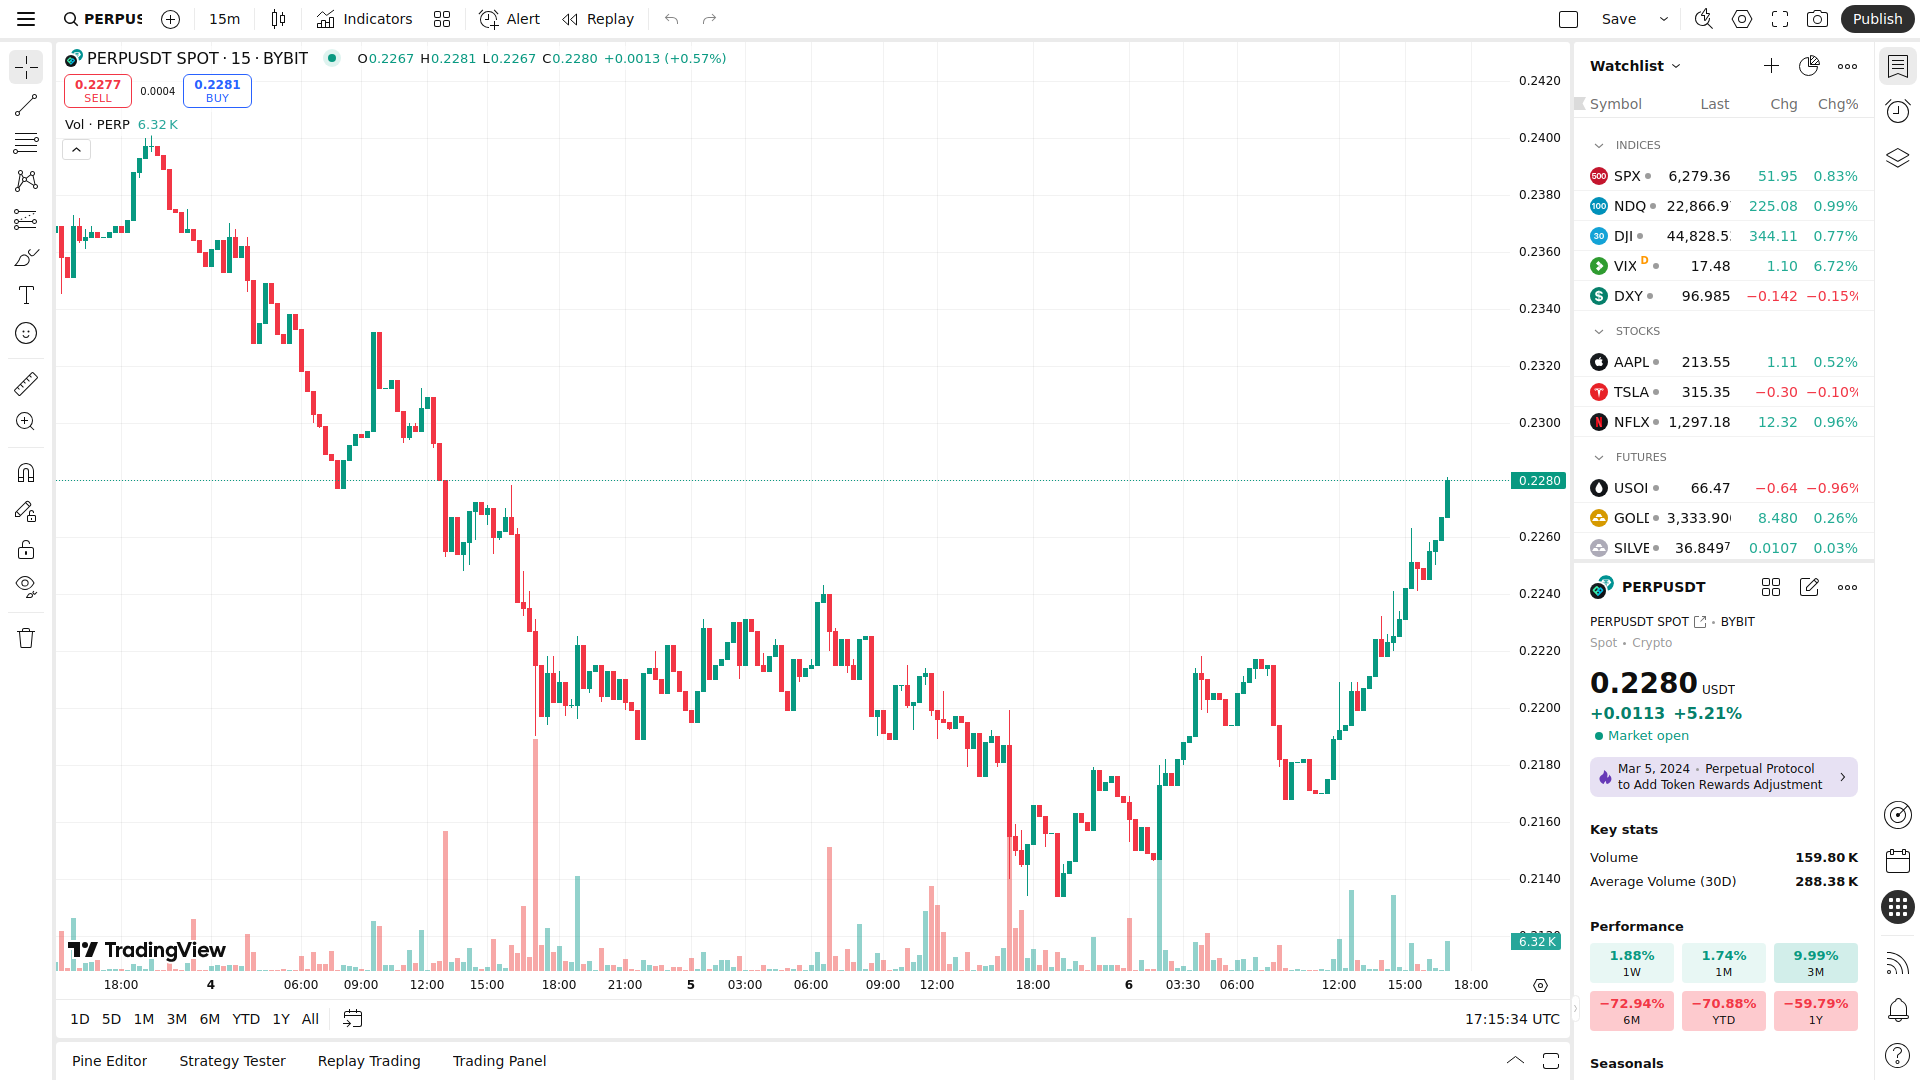 PERPUS
15m
Indicators
Alert
Replay
Save
Publish
PERPUSDT SPOT · 15 · BYBIT
O0.2267 H0.2281 L0.2267 C0.2280 +0.0013 (+0.57%)
0.2277
SELL
0.0004
0.2281
BUY
Vol · PERP 6.32 K
0.2420
0.2400
0.2380
0.2360
0.2340
0.2320
0.2300
0.2280
0.2260
0.2240
0.2220
0.2200
0.2180
0.2160
0.2140
6.32 K
TradingView
18:00 4 06:00 09:00 12:00 15:00 18:00 21:00 5 03:00 06:00 09:00 12:00 18:00 6 03:30 06:00 12:00 15:00 18:00
1D 5D 1M 3M 6M YTD 1Y All
17:15:34 UTC
Pine Editor Strategy Tester Replay Trading Trading Panel
Watchlist
Symbol Last Chg Chg%
INDICES
500 SPX 6,279.36 51.95 0.83%
100 NDQ 22,866.9 225.08 0.99%
30 DJI 44,828.5 344.11 0.77%
VIX D 17.48 1.10 6.72%
DXY 96.985 −0.142 −0.15%
STOCKS
AAPL 213.55 1.11 0.52%
TSLA 315.35 −0.30 −0.10%
NFLX 1,297.18 12.32 0.96%
FUTURES
USOI 66.47 −0.64 −0.96%
GOLD 3,333.90 8.480 0.26%
SILVE 36.8497 0.0107 0.03%
PERPUSDT
PERPUSDT SPOT • BYBIT
Spot • Crypto
0.2280 USDT
+0.0113 +5.21%
Market open
Mar 5, 2024 • Perpetual Protocol
to Add Token Rewards Adjustment
Key stats
Volume 159.80 K
Average Volume (30D) 288.38 K
Performance
1.88% 1.74% 9.99%
1W 1M 3M
−72.94% −70.88% −59.79%
6M YTD 1Y
Seasonals